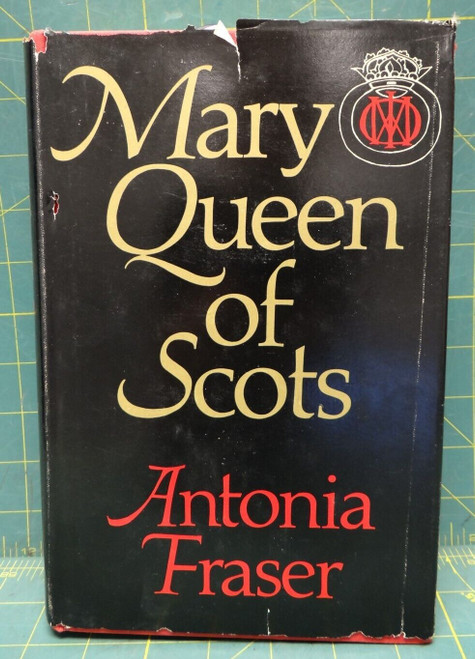 Mary
Queen
of
Scots
Antonia
Fraser